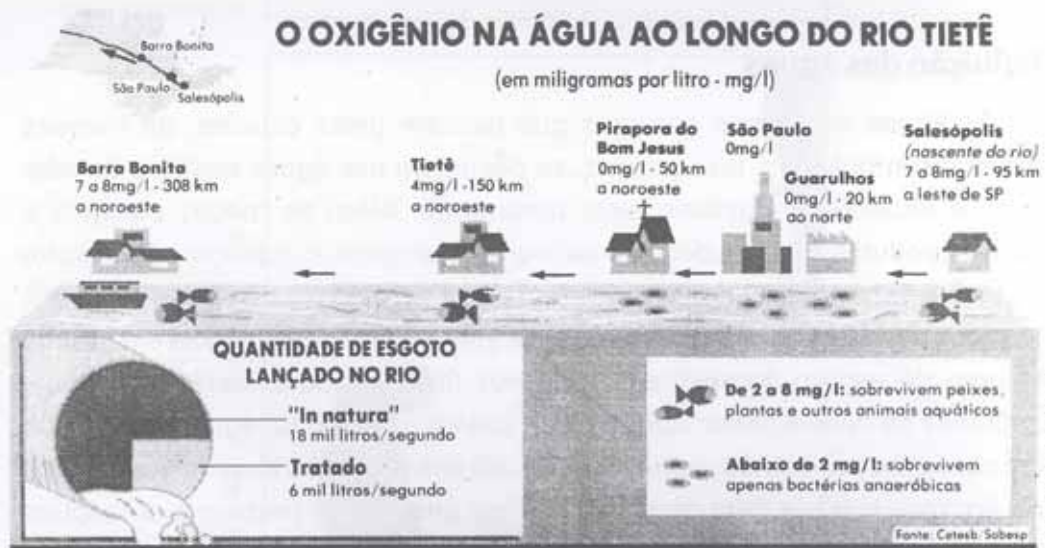 O OXIGÊNIO NA ÁGUA AO LONGO DO RIO TIETÊ
(em miligramas por litro - mg/l)
Barra Bonita
São Paulo
Salesópolis
Barra Bonita
7 a 8mg/l - 308 km
a noroeste
Tietê
4mg/l -150 km
a noroeste
Pirapora do
Bom Jesus
0mg/l - 50 km
a noroeste
São Paulo
0mg/l
Guarulhos
0mg/l - 20 km
ao norte
Salesópolis
(nascente do rio)
7 a 8mg/l - 95 km
a leste de SP
QUANTIDADE DE ESGOTO
LANÇADO NO RIO
"In natura"
18 mil litros/segundo
Tratado
6 mil litros/segundo
De 2 a 8 mg/l: sobrevivem peixes,
plantas e outros animais aquáticos
Abaixo de 2 mg/l: sobrevivem
apenas bactérias anaeróbicas
Fonte: Cetesb/Sabesp